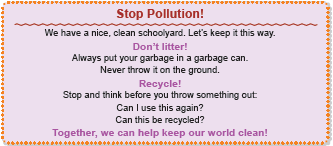 Stop Pollution!
We have a nice, clean schoolyard. Let's keep it this way.
Don't litter!
Always put your garbage in a garbage can.
Never throw it on the ground.
Recycle!
Stop and think before you throw something out:
Can I use this again?
Can this be recycled?
Together, we can help keep our world clean!